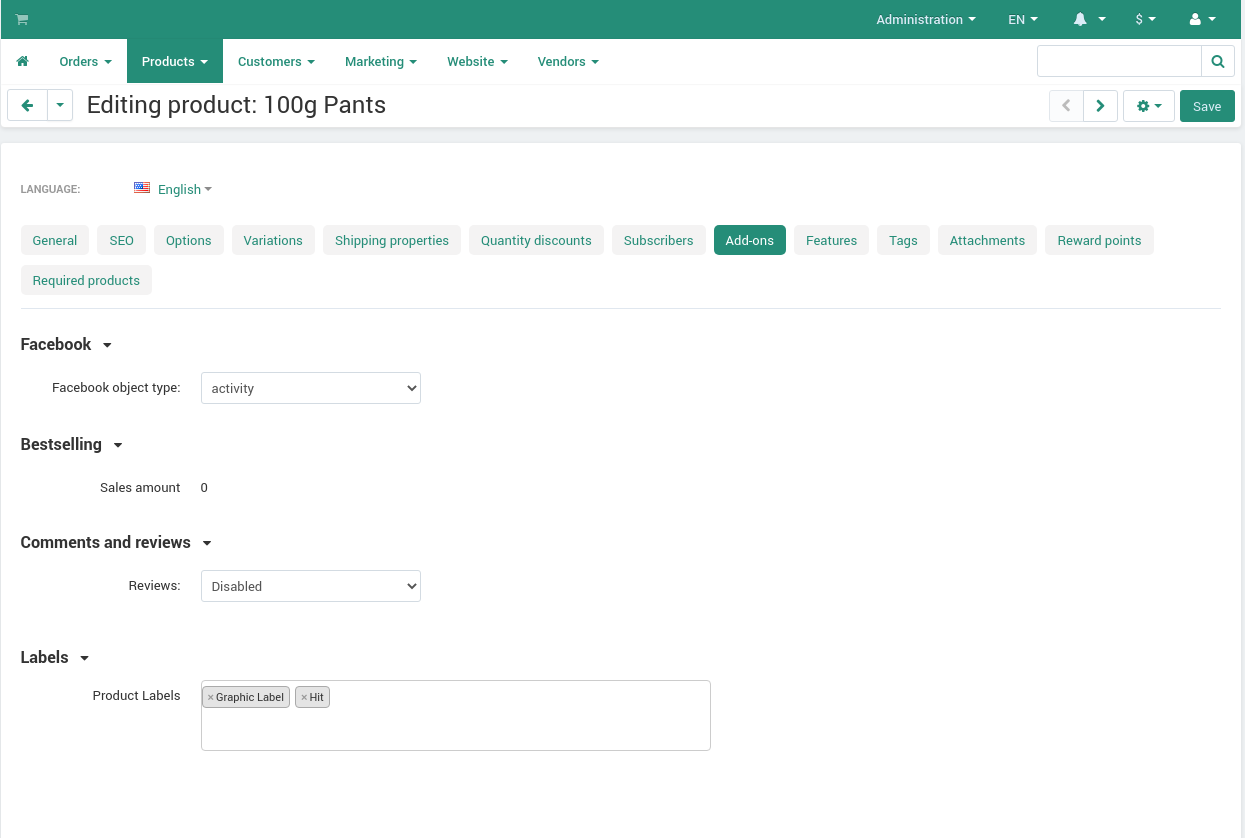 Administration EN $
Orders Products Customers Marketing Website Vendors
Editing product: 100g Pants Save
LANGUAGE: English
General SEO Options Variations Shipping properties Quantity discounts Subscribers Add-ons Features Tags Attachments Reward points
Required products
Facebook
Facebook object type: activity
Bestselling
Sales amount 0
Comments and reviews
Reviews: Disabled
Labels
Product Labels ×Graphic Label ×Hit